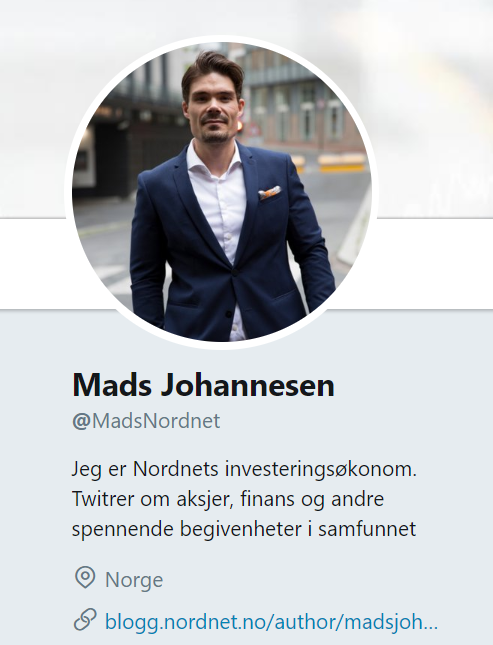 Mads Johannesen
@MadsNordnet
Jeg er Nordnets investeringsøkonom.
Twitrer om aksjer, finans og andre
spennende begivenheter i samfunnet
Norge
blogg.nordnet.no/author/madsjoh...